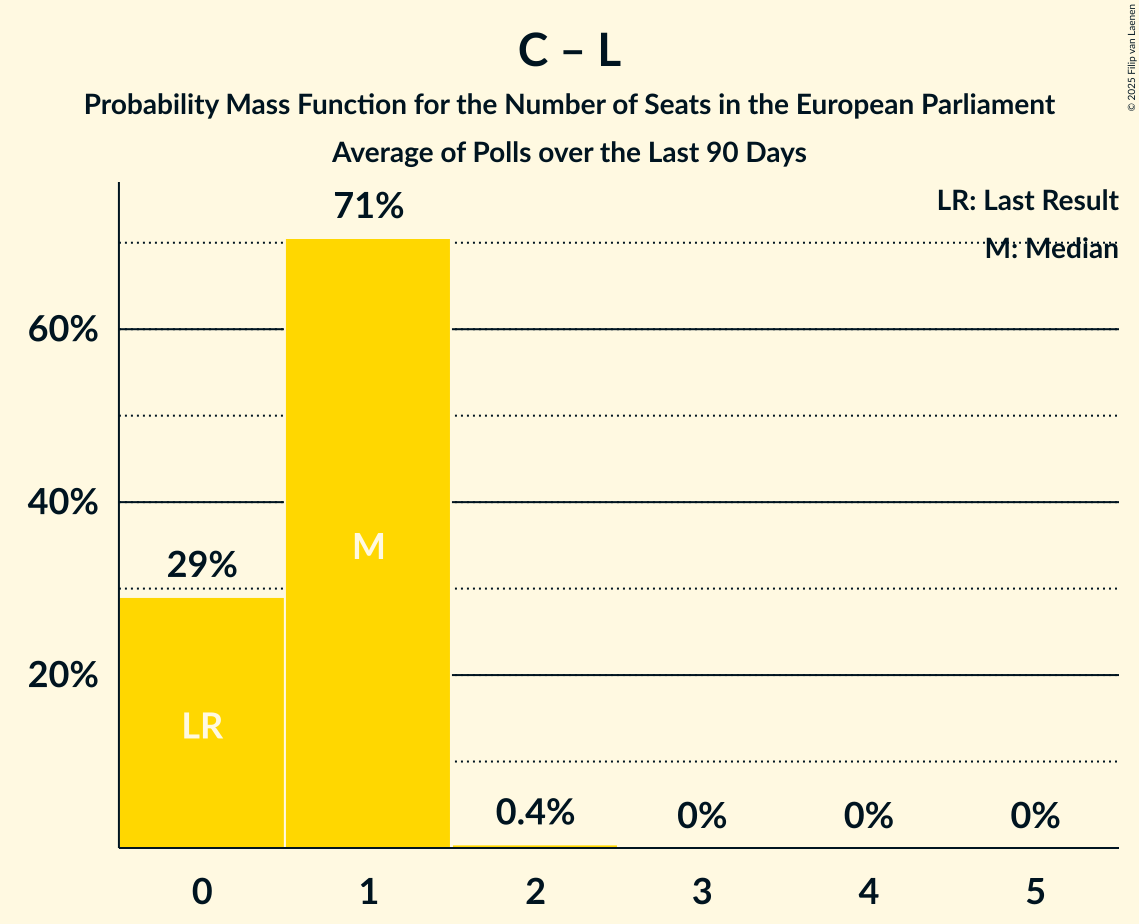 C – L
Probability Mass Function for the Number of Seats in the European Parliament
Average of Polls over the Last 90 Days
© 2025 Filip van Laenen
LR: Last Result
M: Median
71%
60%
40%
29%
20%
M
LR
0.4%
0%
0%
0%
0
1
2
3
4
5